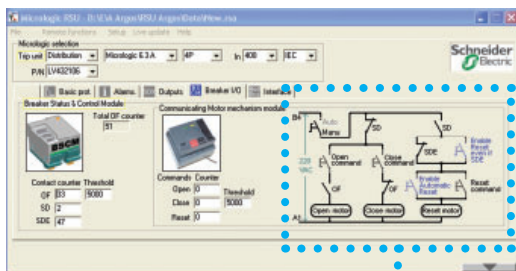 Micrologic RSU - D:\EVA Argon\RSU Argon\Data\New.rsa
File Remote functions Setup Live update Help
Micrologic selection
Trip unit Distribution Micrologic 6.3 A 4P In 400 IEC
P/N LV432106
Schneider
Electric
Basic prot. Alarms Outputs Breaker I/O Interface
Breaker Status & Control Module
Total OF counter
51
BSCM
Contact counter Threshold
OF 33 5000
SD 2
SDE 47
Communicating Motor mechanism module
Commands Counter
Open 0 Threshold
Close 0 5000
Reset 0
B4
Auto
Manu
SD
SD
Enable
Reset
even if
SDE
SDE
220
VAC
Open
command
Close
command
Enable
Automatic
Reset
Reset
command
OF
OF
A1
Open motor
Close motor
Reset motor